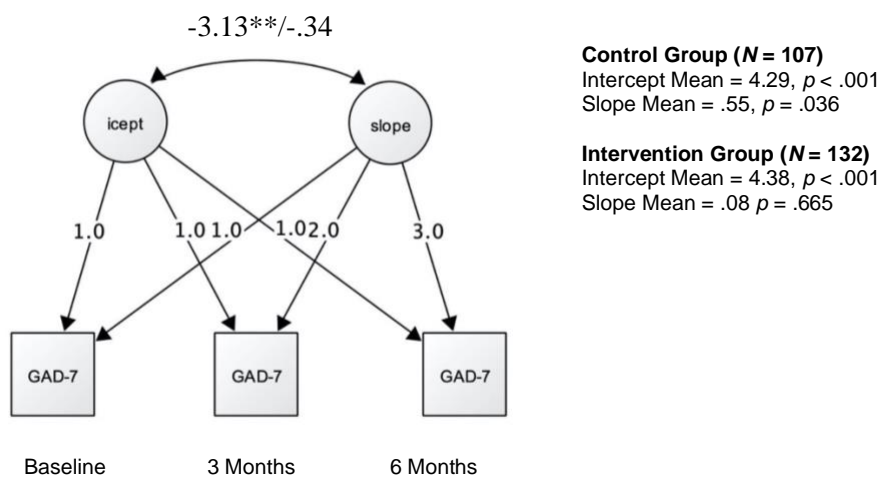 -3.13**/-.34
Control Group (N = 107)
Intercept Mean = 4.29, p < .001
Slope Mean = .55, p = .036
Intervention Group (N = 132)
Intercept Mean = 4.38, p < .001
Slope Mean = .08 p = .665
icept
slope
1.0
1.0
1.0
1.0
2.0
3.0
GAD-7
GAD-7
GAD-7
Baseline
3 Months
6 Months